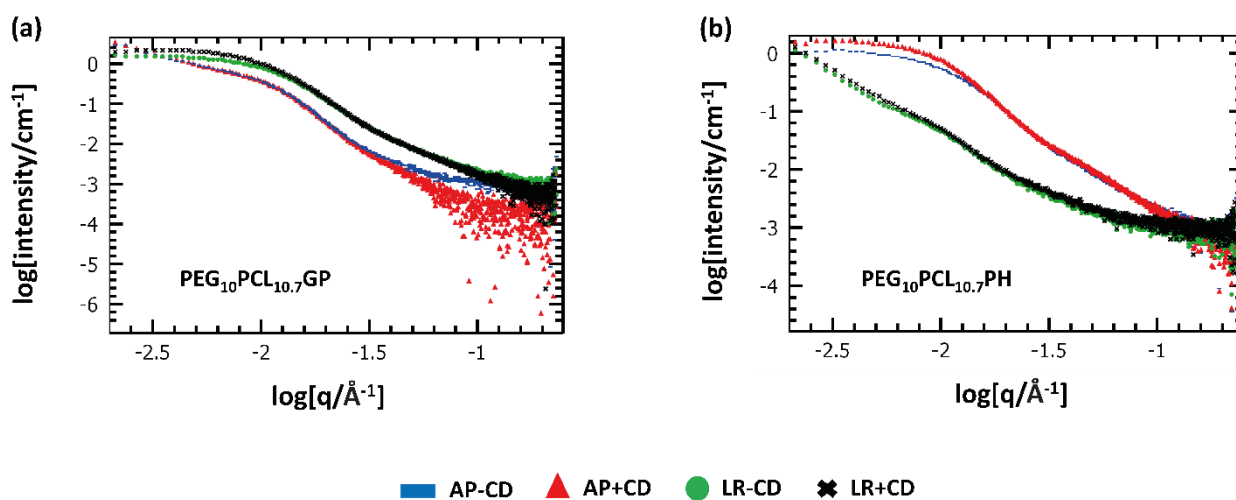 (a)
log[intensity/cm⁻¹]
0
-1
-2
-3
-4
-5
-6
PEG₁₀PCL₁₀.₇GP
-2.5 -2 -1.5 -1
log[q/Å⁻¹]
(b)
log[intensity/cm⁻¹]
0
-1
-2
-3
-4
PEG₁₀PCL₁₀.₇PH
-2.5 -2 -1.5 -1
log[q/Å⁻¹]
AP-CD AP+CD LR-CD LR+CD